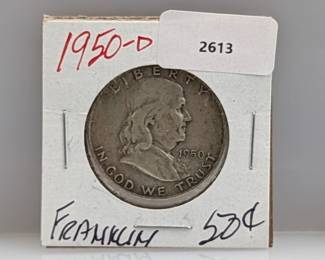 1950-D
2613
LIBERTY
1950
IN GOD WE TRUST
FRANKLIN
50¢